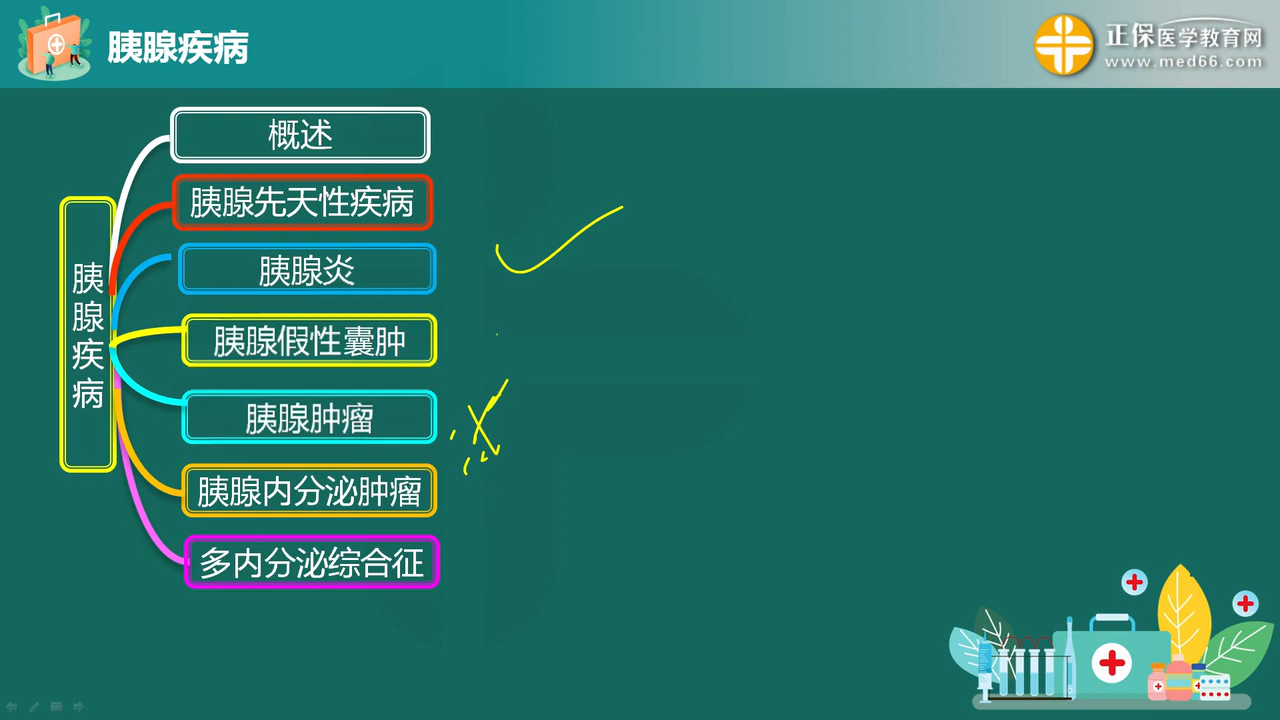 胰腺疾病
正保医学教育网
www.med66.com
概述
胰腺先天性疾病
胰腺炎
胰腺疾病
胰腺假性囊肿
胰腺肿瘤
胰腺内分泌肿瘤
多内分泌综合征